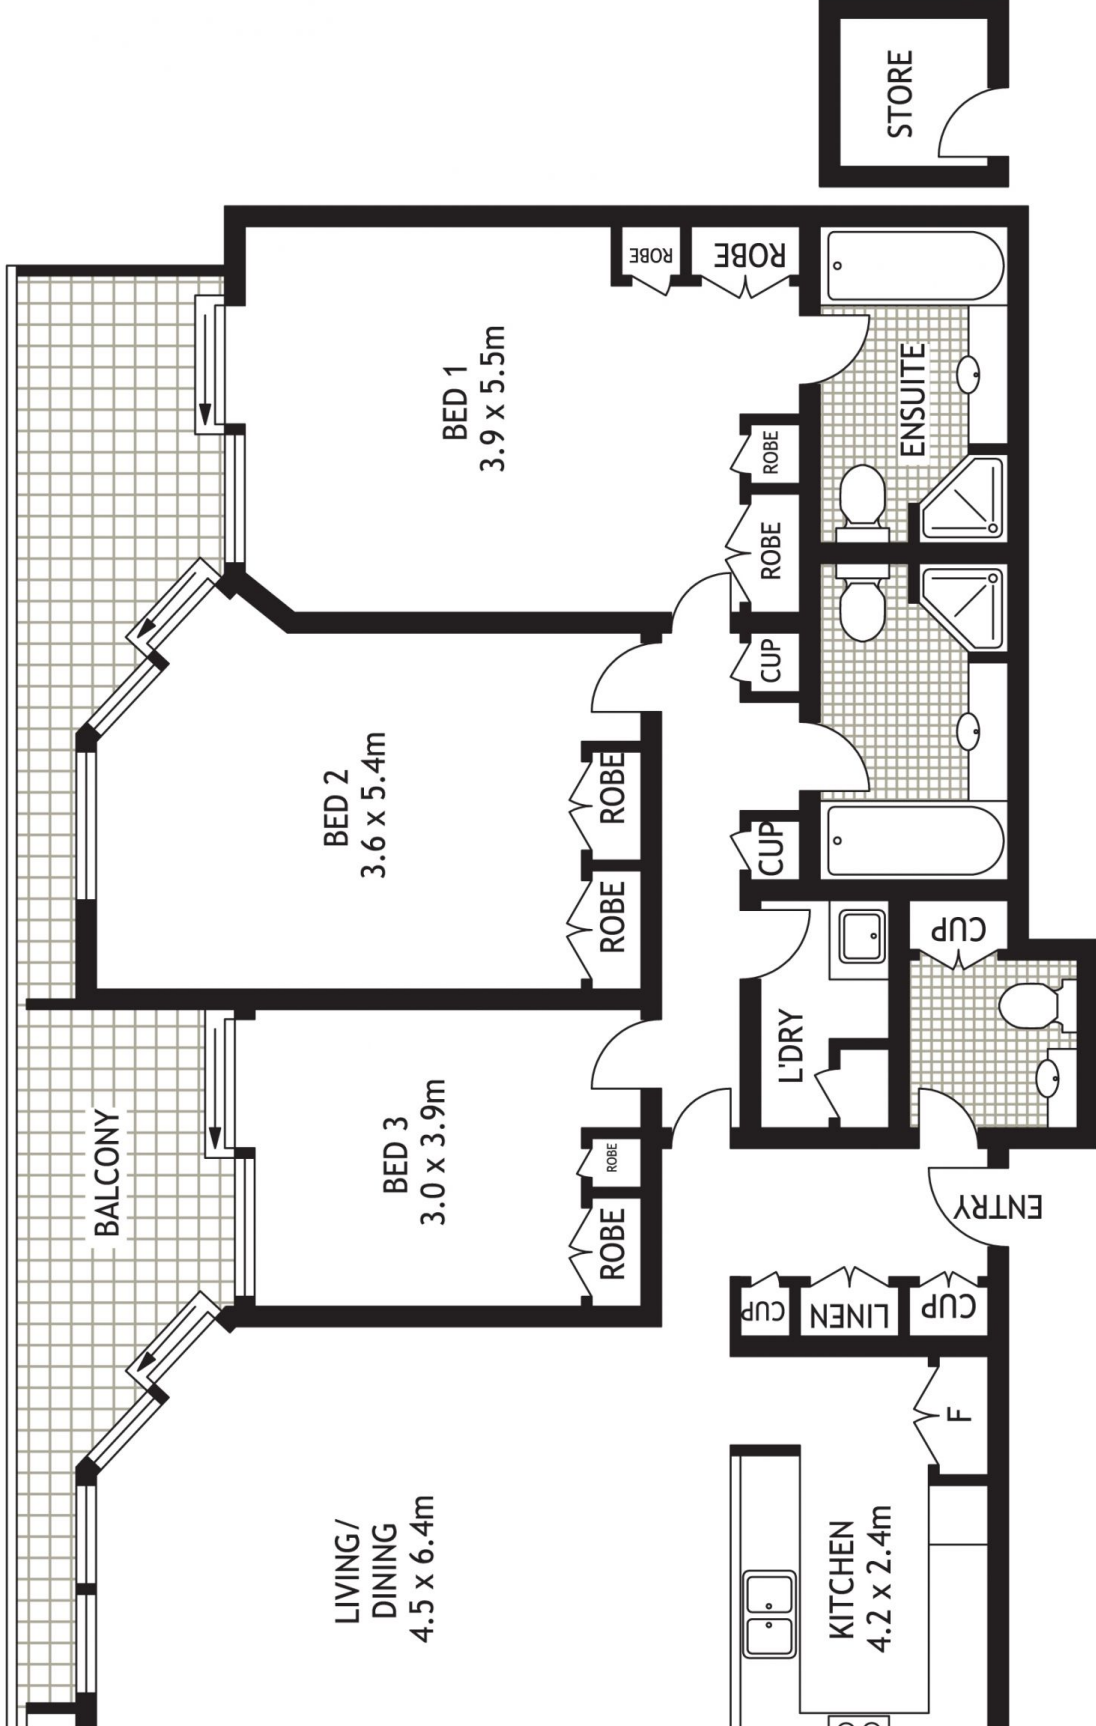 STORE
ROBE
ROBE
BED 1
3.9 x 5.5m
ENSUITE
ROBE
ROBE
CUP
BED 2
3.6 x 5.4m
ROBE
ROBE
CUP
CUP
L'DRY
BALCONY
BED 3
3.0 x 3.9m
ROBE
ROBE
ENTRY
CUP
LINEN
CUP
F
LIVING/
DINING
4.5 x 6.4m
KITCHEN
4.2 x 2.4m